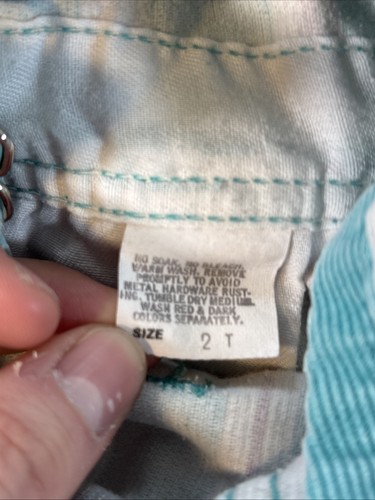 NO SOAK, NO BLEACH,
WARM WASH, REMOVE
PROMPTLY TO AVOID
METAL HARDWARE RUST-
ING, TUMBLE DRY MEDIUM.
WASH RED & DARK
COLORS SEPARATELY.
SIZE 2 T